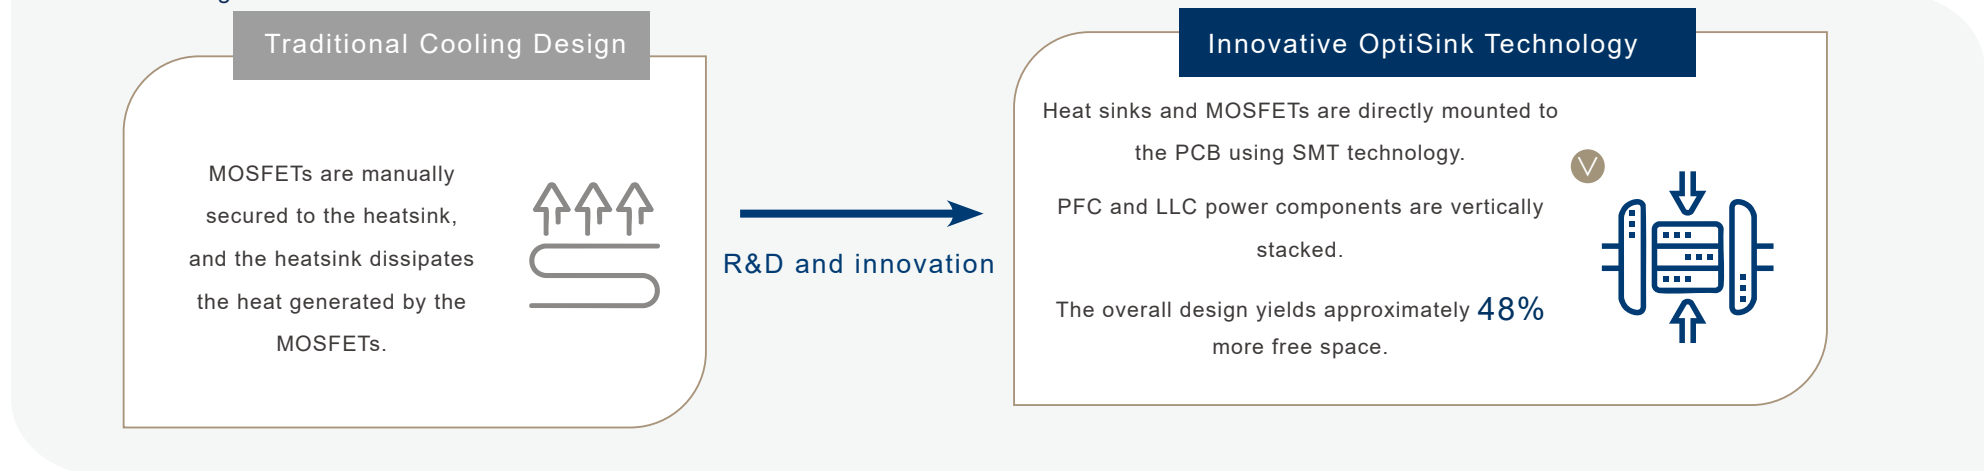 Traditional Cooling Design
MOSFETs are manually
secured to the heatsink,
and the heatsink dissipates
the heat generated by the
MOSFETs.
R&D and innovation
Innovative OptiSink Technology
Heat sinks and MOSFETs are directly mounted to
the PCB using SMT technology.
PFC and LLC power components are vertically
stacked.
The overall design yields approximately 48%
more free space.